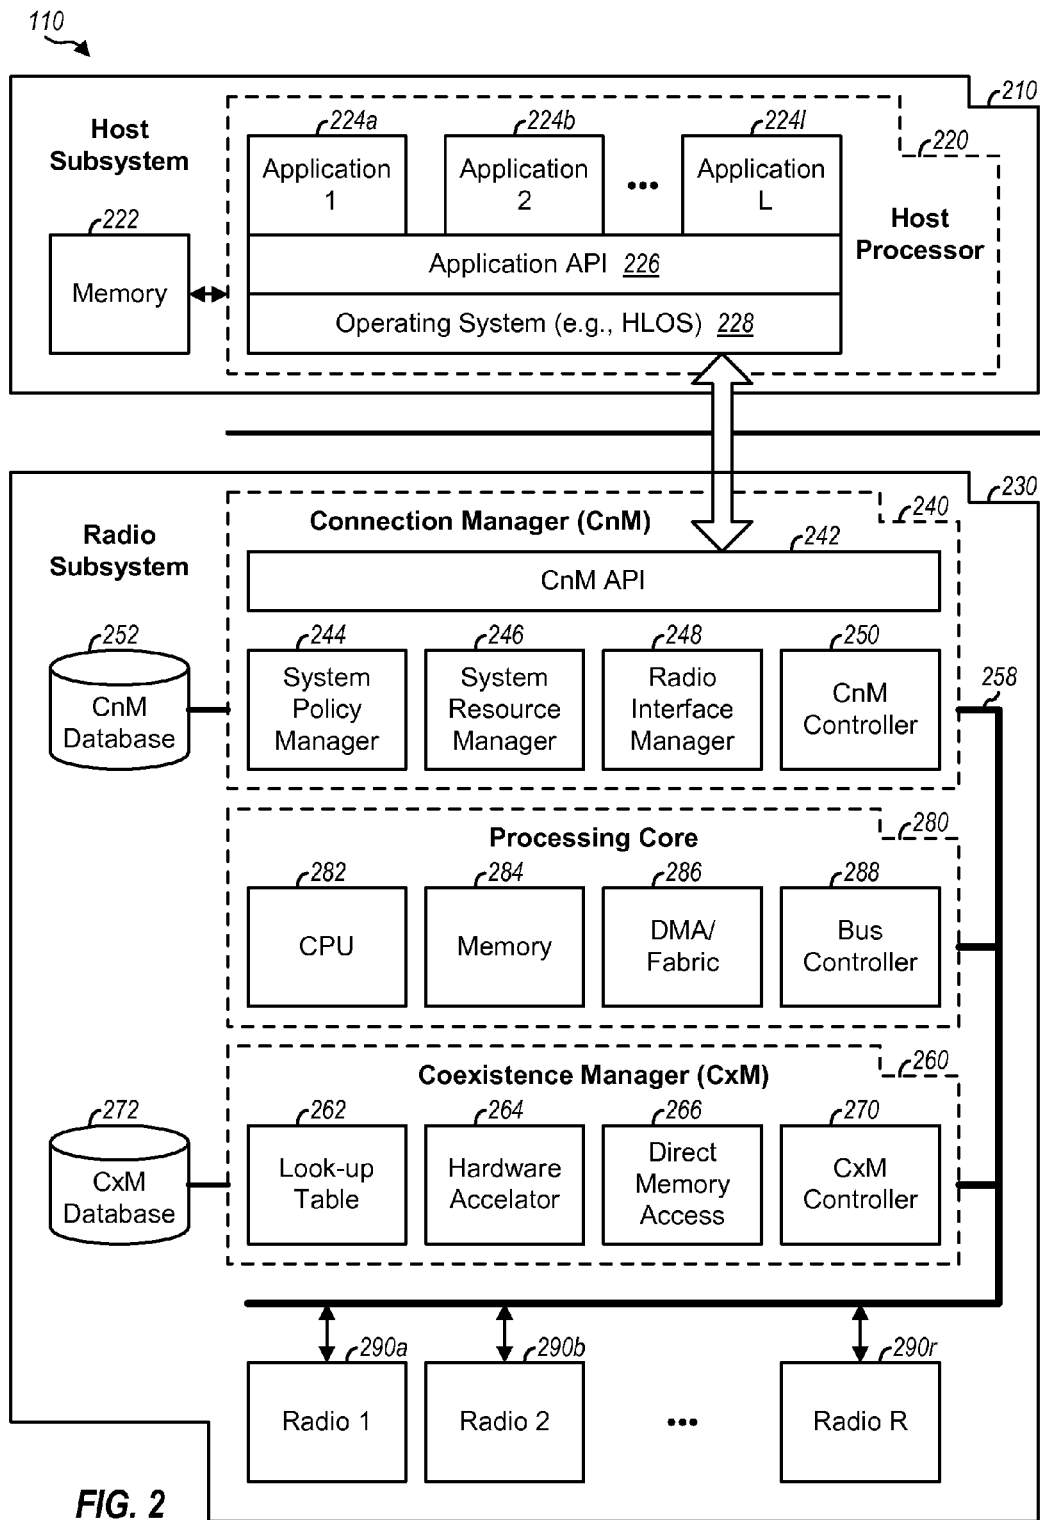 110
210
Host
Subsystem
220
224a
224b
224l
Application
1
Application
2
•••
Application
L
Host
Processor
222
Memory
Application API 226
Operating System (e.g., HLOS) 228
230
Radio
Subsystem
240
Connection Manager (CnM)
242
CnM API
252
CnM
Database
244
System
Policy
Manager
246
System
Resource
Manager
248
Radio
Interface
Manager
250
CnM
Controller
258
280
Processing Core
282
CPU
284
Memory
286
DMA/
Fabric
288
Bus
Controller
260
Coexistence Manager (CxM)
272
CxM
Database
262
Look-up
Table
264
Hardware
Accelator
266
Direct
Memory
Access
270
CxM
Controller
290a
Radio 1
290b
Radio 2
•••
290r
Radio R
FIG. 2